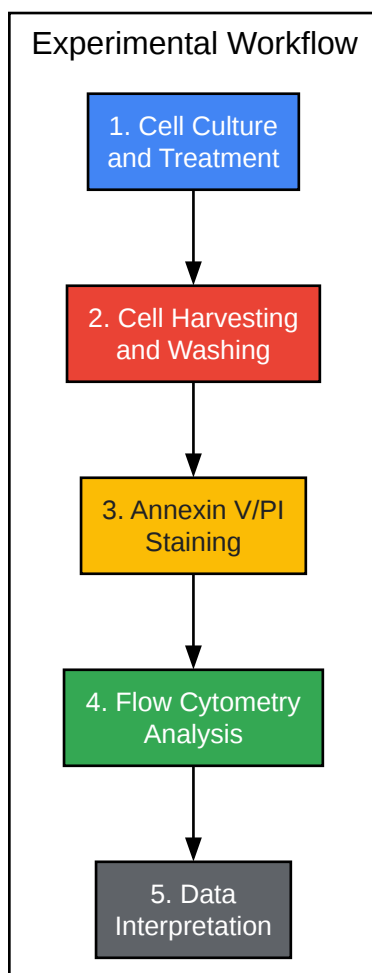 Experimental Workflow
1. Cell Culture
and Treatment
2. Cell Harvesting
and Washing
3. Annexin V/PI
Staining
4. Flow Cytometry
Analysis
5. Data
Interpretation